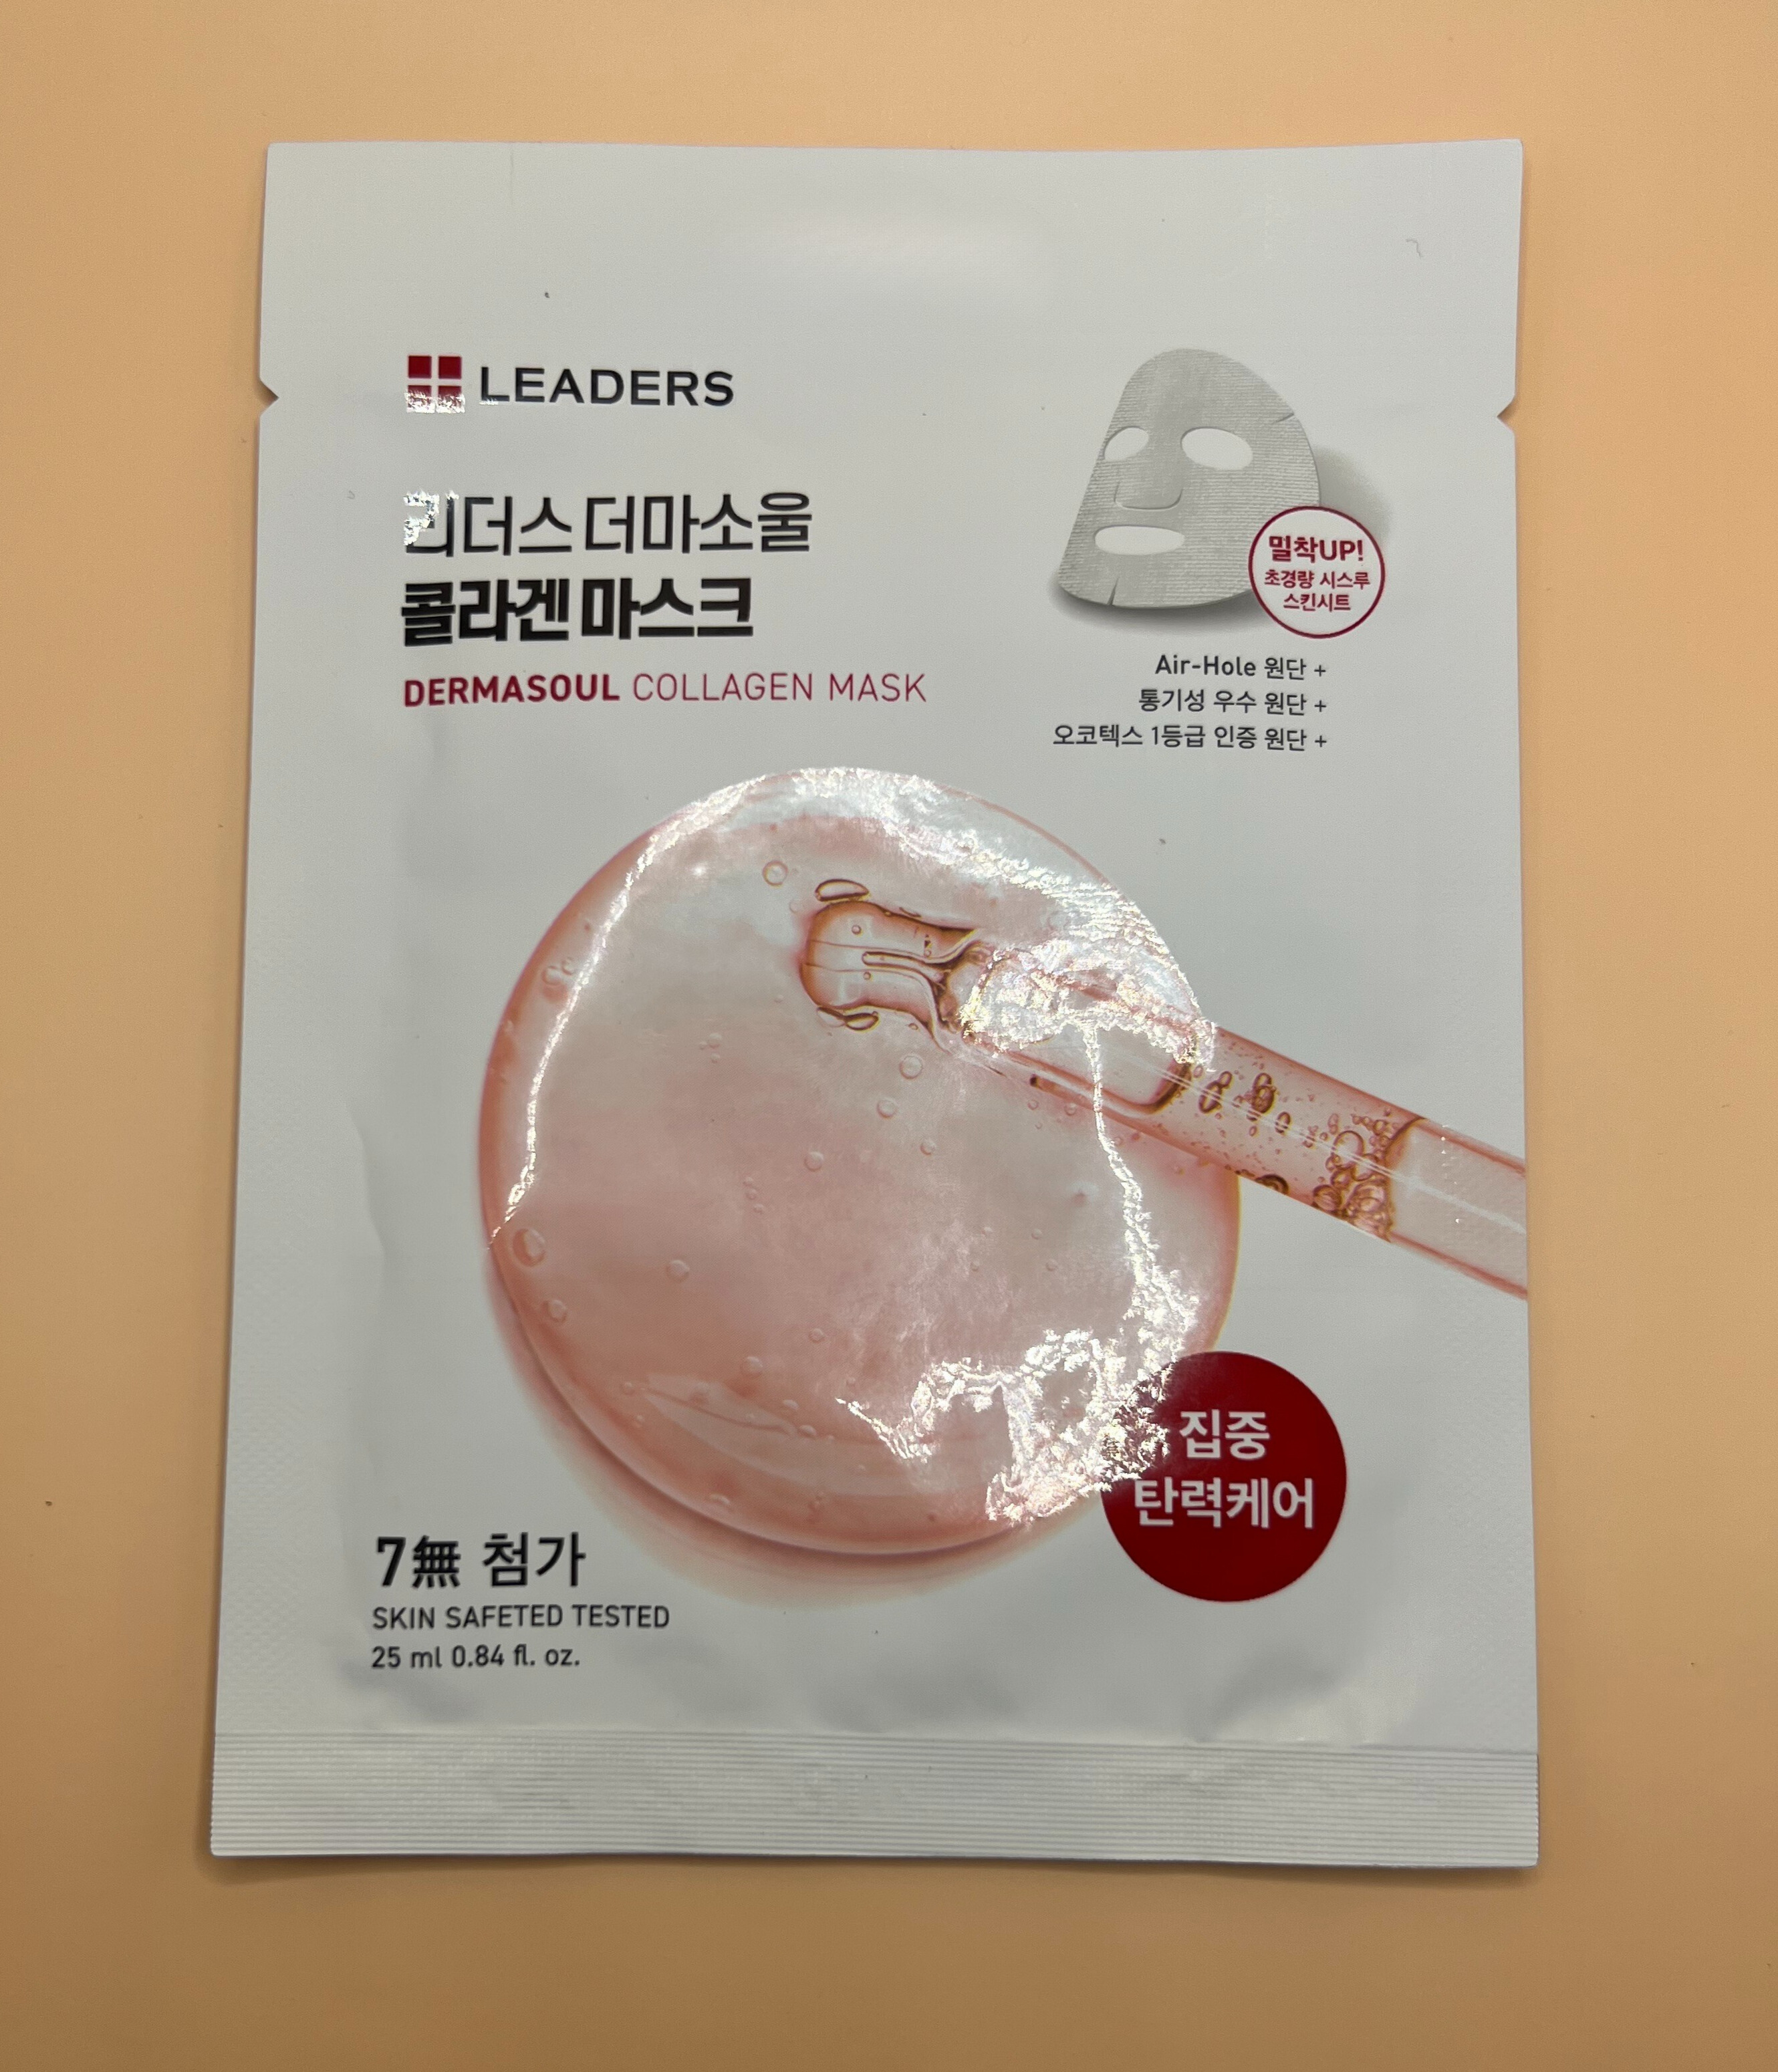 LEADERS
리더스 더마소울
콜라겐 마스크
DERMASOUL COLLAGEN MASK
밀착UP!
초경량 시스루
스킨시트
Air-Hole 원단 +
통기성 우수 원단 +
오코텍스 1등급 인증 원단 +
집중
탄력케어
7無 첨가
SKIN SAFETED TESTED
25 ml 0.84 fl. oz.